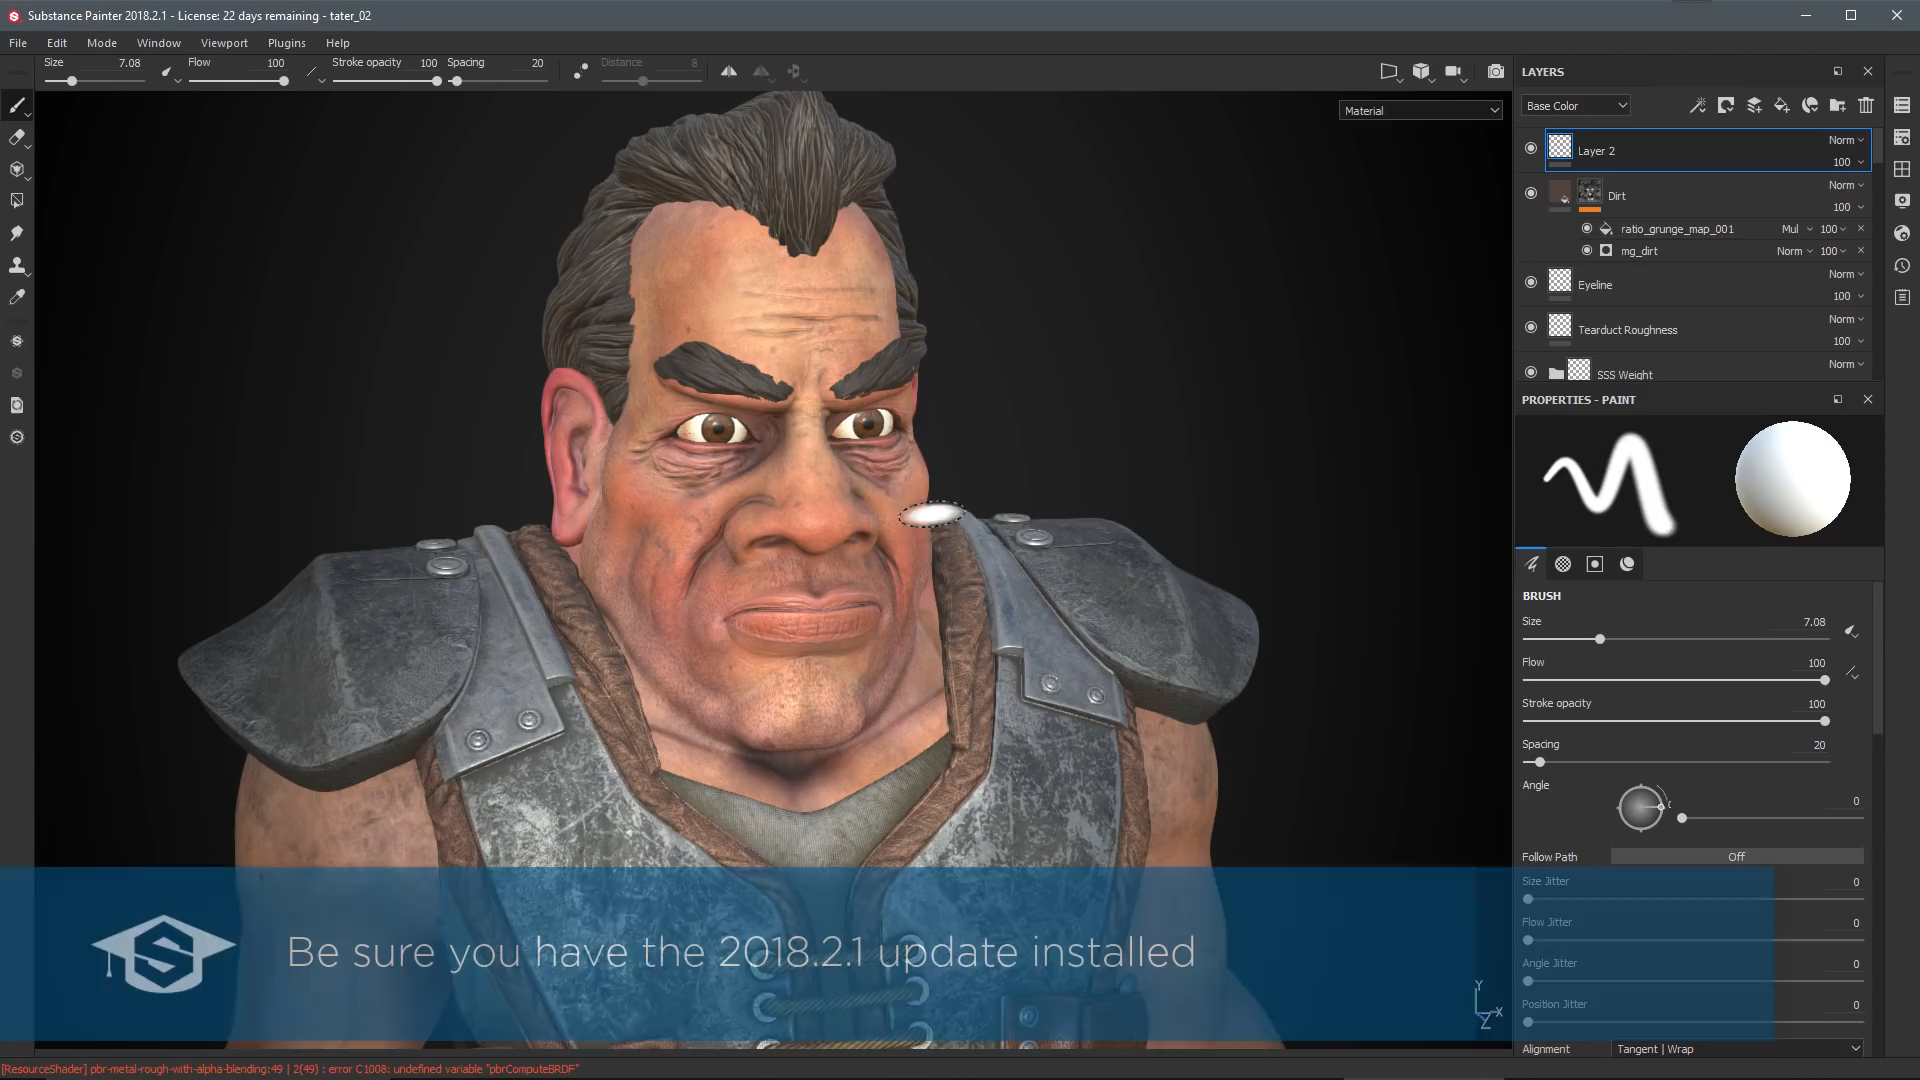 Substance Painter 2018.2.1 - License: 22 days remaining - tater_02
File Edit Mode Window Viewport Plugins Help
Size 7.08 Flow 100 Stroke opacity 100 Spacing 20 Distance 8
Material
LAYERS
Base Color
Layer 2 Norm 100
Dirt Norm 100
ratio_grunge_map_001 Mul 100
mg_dirt Norm 100
Eyeline Norm 100
Tearduct Roughness Norm 100
SSS Weight Norm
PROPERTIES - PAINT
BRUSH
Size 7.08
Flow 100
Stroke opacity 100
Spacing 20
Angle 0
Follow Path Off
Size Jitter 0
Flow Jitter 0
Angle Jitter 0
Position Jitter 0
Alignment Tangent | Wrap
Be sure you have the 2018.2.1 update installed
Y
X
Z
[ResourceShader] pbr-metal-rough-with-alpha-blending:49 | 2(49) : error C1008: undefined variable "pbrComputeBRDF"